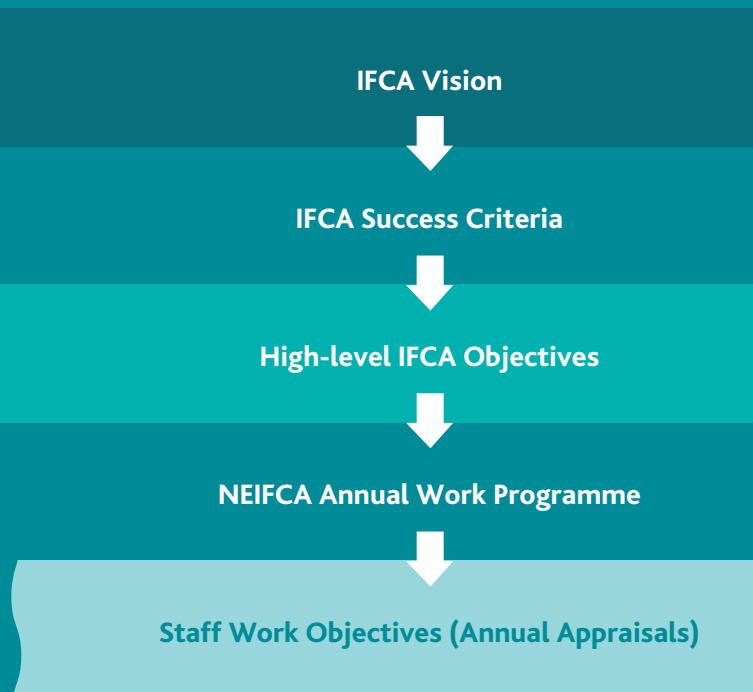 IFCA Vision
IFCA Success Criteria
High-level IFCA Objectives
NEIFCA Annual Work Programme
Staff Work Objectives (Annual Appraisals)